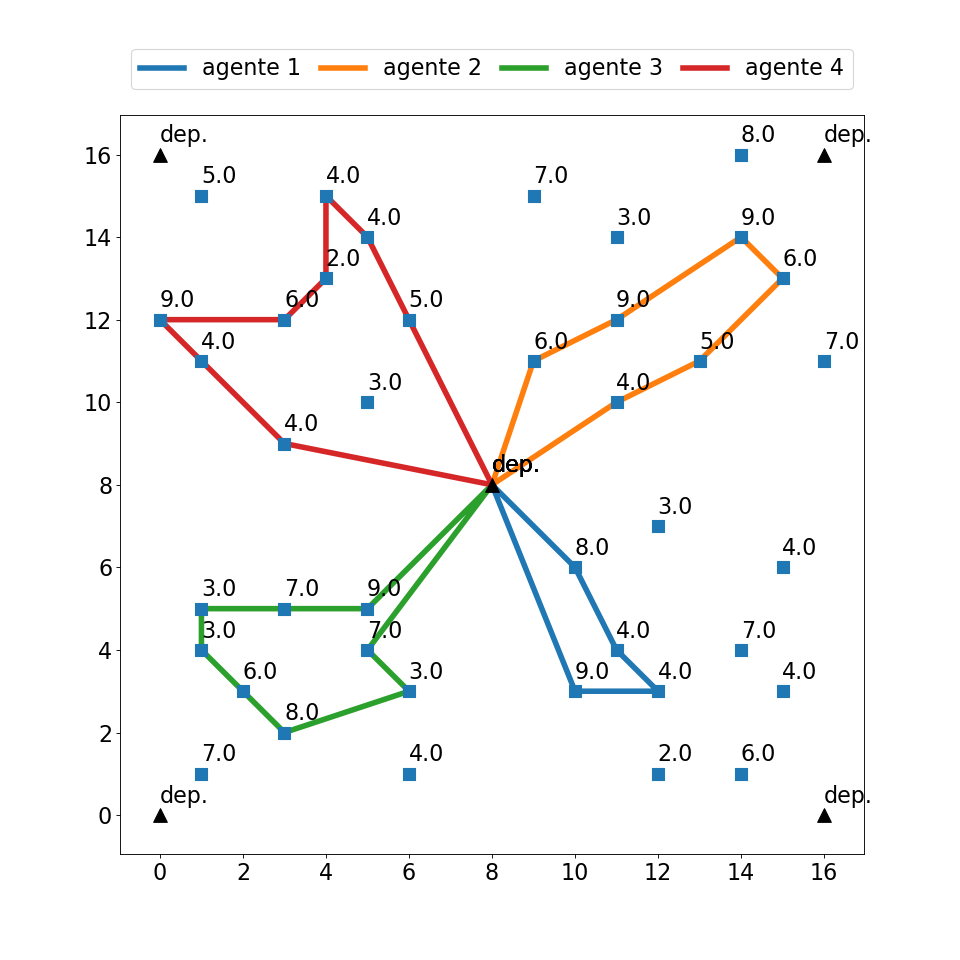 agente 1 agente 2 agente 3 agente 4
dep. 8.0 dep.
16
5.0 4.0 7.0
4.0 3.0 9.0
14
2.0 6.0
9.0 6.0 5.0 9.0
12
4.0 6.0 5.0 7.0
3.0 4.0
10
4.0
dep. dep.
8
3.0
8.0 4.0
6
3.0 7.0 9.0
3.0 7.0 4.0 7.0
4
6.0 3.0 9.0 4.0 4.0
8.0
2
7.0 4.0 2.0 6.0
dep. dep.
0
0 2 4 6 8 10 12 14 16